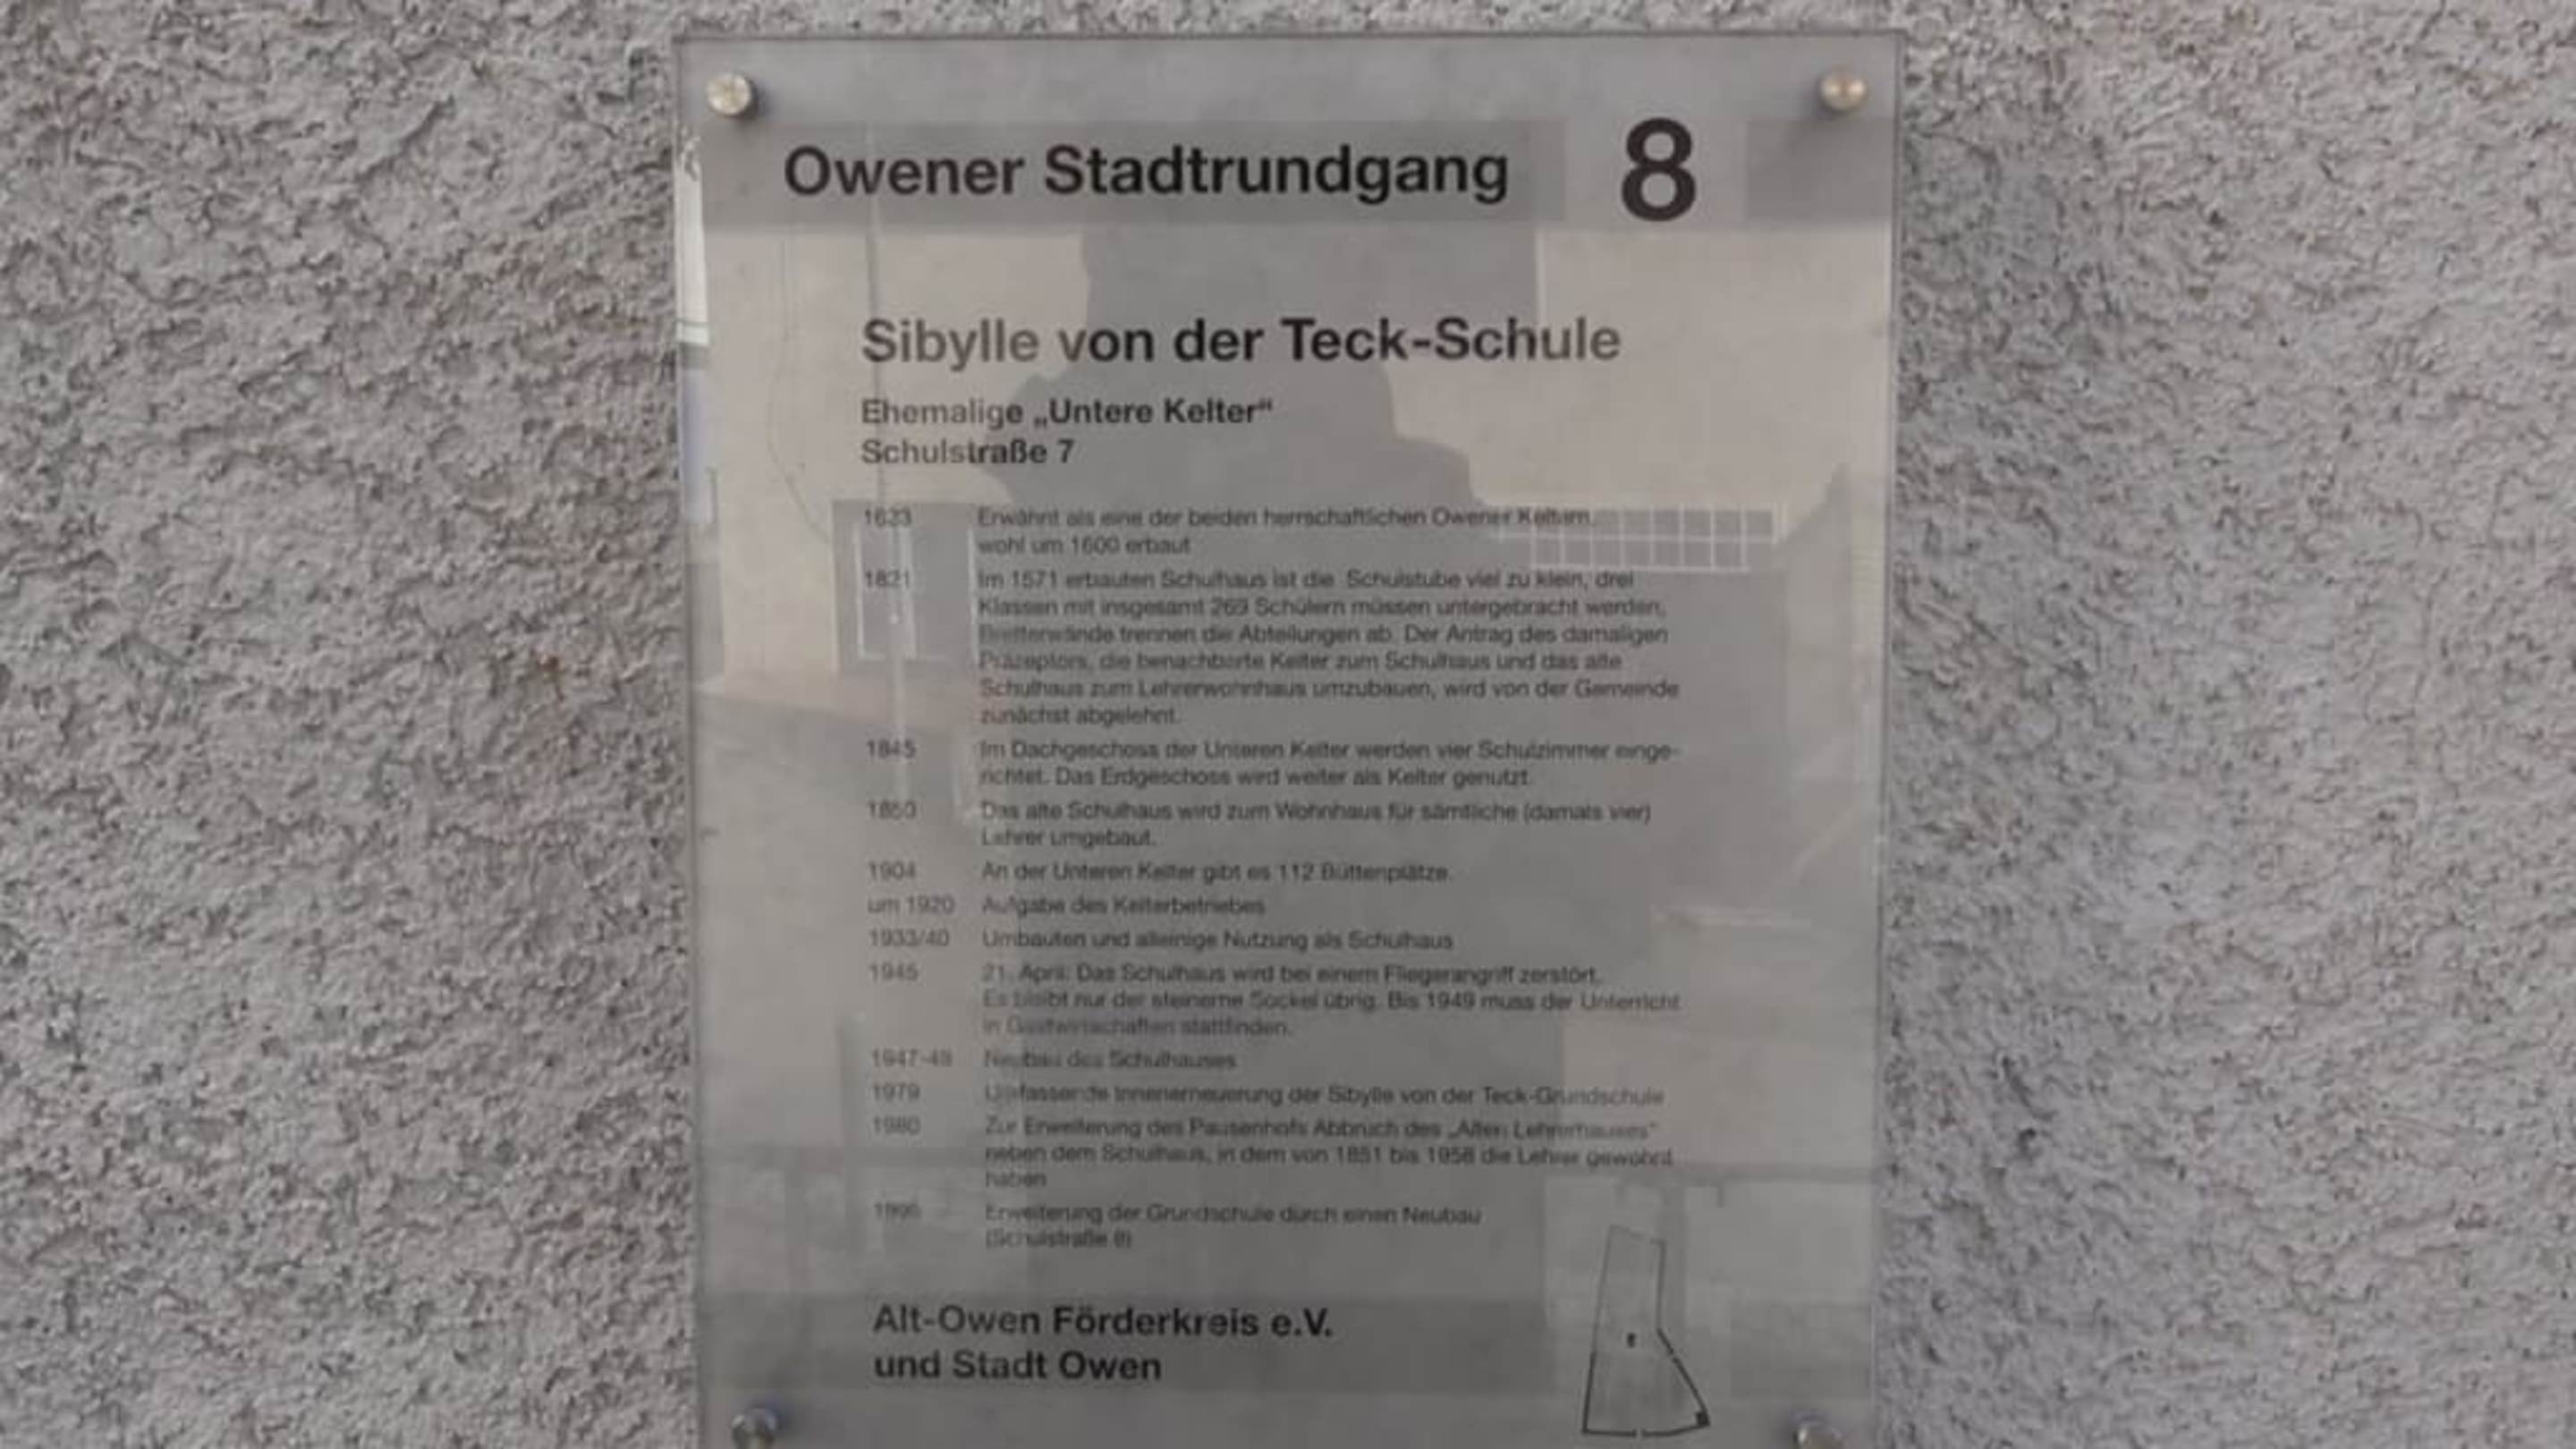 Owener Stadtrundgang 8
Sibylle von der Teck-Schule
Ehemalige „Untere Kelter“
Schulstraße 7
1623 Erwähnt als eine der beiden herrschaftlichen Owener Keltern,
wohl um 1600 erbaut
1821 Im 1571 erbauten Schulhaus ist die Schulstube viel zu klein, drei
Klassen mit insgesamt 269 Schülern müssen untergebracht werden,
Bretterwände trennen die Abteilungen ab. Der Antrag des damaligen
Präzeptors, die benachbarte Kelter zum Schulhaus und das alte
Schulhaus zum Lehrerwohnhaus umzubauen, wird von der Gemeinde
zunächst abgelehnt.
1845 Im Dachgeschoss der Unteren Kelter werden vier Schulzimmer einge-
richtet. Das Erdgeschoss wird weiter als Kelter genutzt.
1850 Das alte Schulhaus wird zum Wohnhaus für sämtliche (damals vier)
Lehrer umgebaut.
1904 An der Unteren Kelter gibt es 112 Büttenplätze.
um 1920 Aufgabe des Kelterbetriebes
1933/40 Umbauten und alleinige Nutzung als Schulhaus
1945 21. April: Das Schulhaus wird bei einem Fliegerangriff zerstört.
Es bleibt nur der steinerne Sockel übrig. Bis 1949 muss der Unterricht
in Gastwirtschaften stattfinden.
Neubau des Schulhauses
1979 Umfassende Innenerneuerung der Sibylle von der Teck-Grundschule
1980 Zur Erweiterung des Pausenhofs Abbruch des „Alten Lehrerhauses“
neben dem Schulhaus, in dem von 1851 bis 1958 die Lehrer gewohnt
haben
Erweiterung der Grundschule durch einen Neubau
(Schulstraße
Alt-Owen Förderkreis e.V.
und Stadt Owen